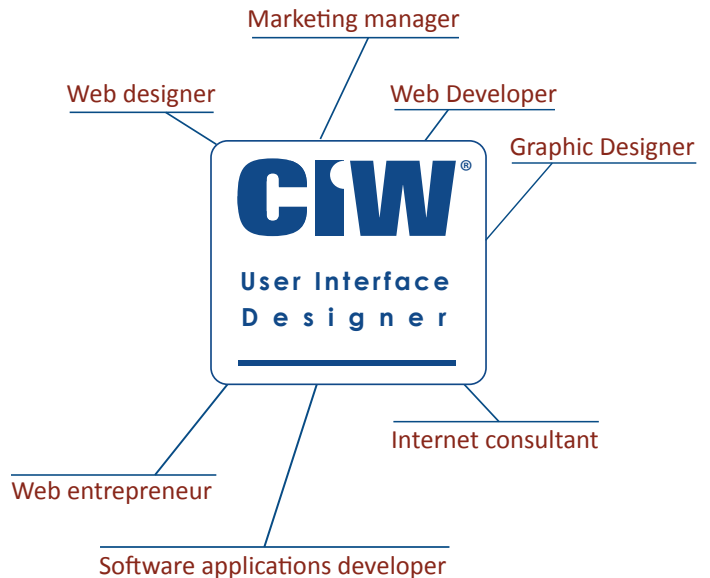 Marketing manager
Web designer
Web Developer
Graphic Designer
CIW®
User Interface
Designer
Internet consultant
Web entrepreneur
Software applications developer